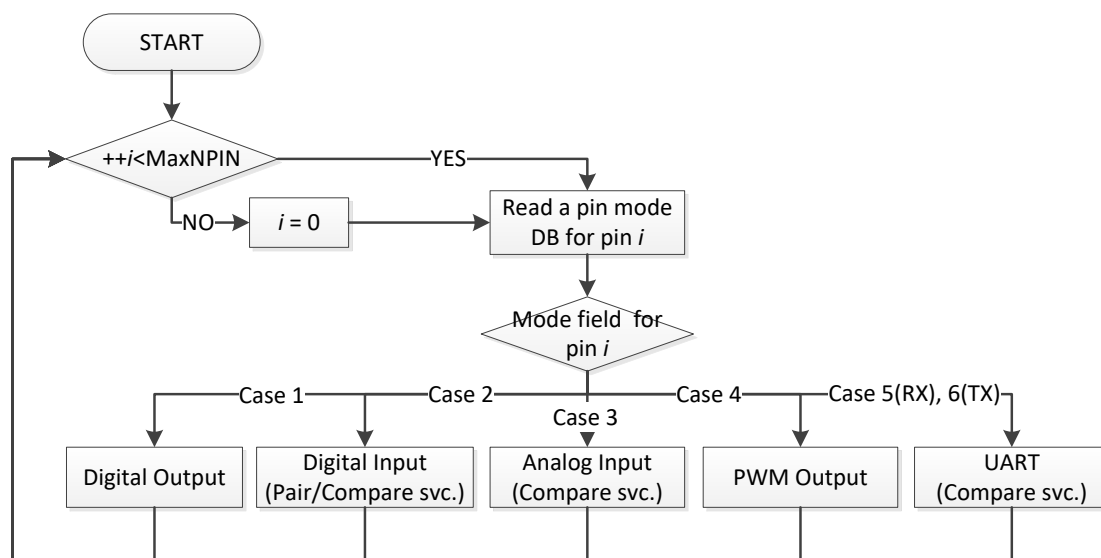 START
++i<MaxNPIN
YES
NO
i = 0
Read a pin mode
DB for pin i
Mode field for
pin i
Case 1
Case 2
Case 3
Case 4
Case 5(RX), 6(TX)
Digital Output
Digital Input
(Pair/Compare svc.)
Analog Input
(Compare svc.)
PWM Output
UART
(Compare svc.)